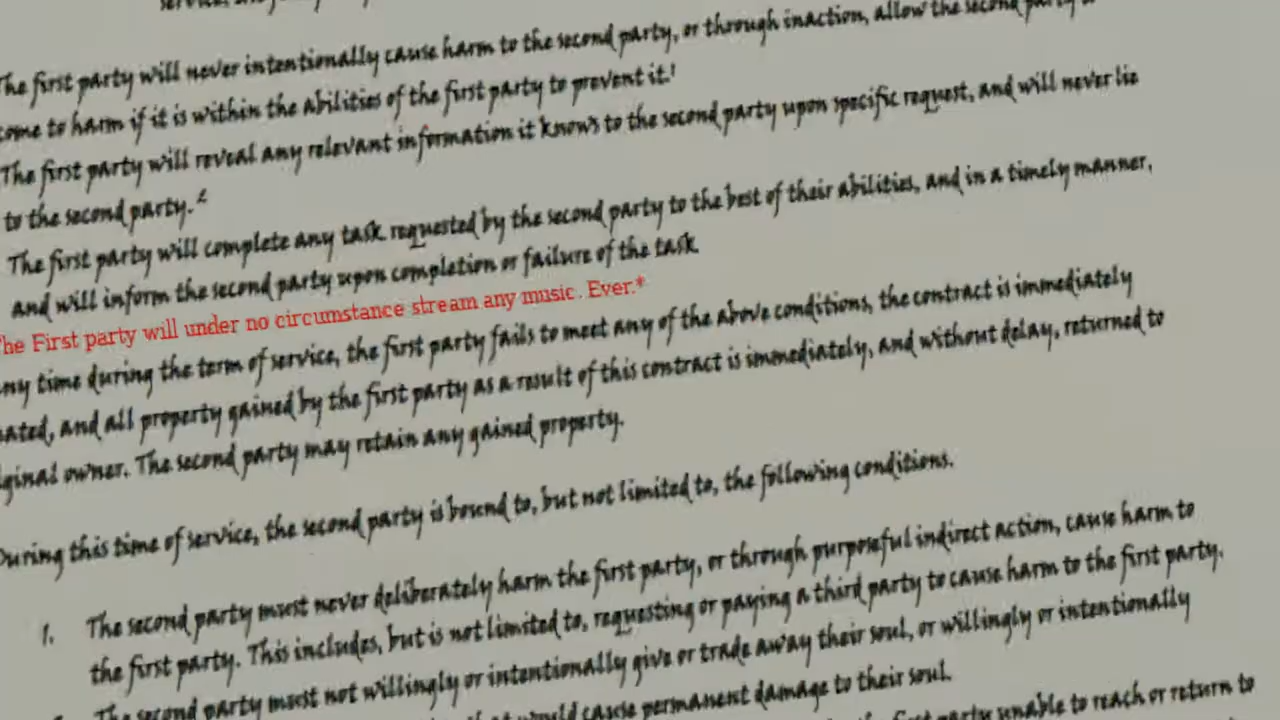 The first party will never intentionally cause harm to the second party, or through inaction, allow the second party
come to harm if it is within the abilities of the first party to prevent it.¹
The first party will reveal any relevant information it knows to the second party upon specific request, and will never lie
to the second party.²
The first party will complete any task requested by the second party to the best of their abilities, and in a timely manner,
and will inform the second party upon completion or failure of the task.
The First party will under no circumstance stream any music. Ever.*
any time during the term of service, the first party fails to meet any of the above conditions, the contract is immediately
nated, and all property gained by the first party as a result of this contract is immediately, and without delay, returned to
iginal owner. The second party may retain any gained property.
During this time of service, the second party is bound to, but not limited to, the following conditions.
1. The second party must never deliberately harm the first party, or through purposeful indirect action, cause harm to
the first party. This includes, but is not limited to, requesting or paying a third party to cause harm to the first party.
The second party must not willingly or intentionally give or trade away their soul, or willingly or intentionally
would cause permanent damage to their soul.
first party unable to reach or return to